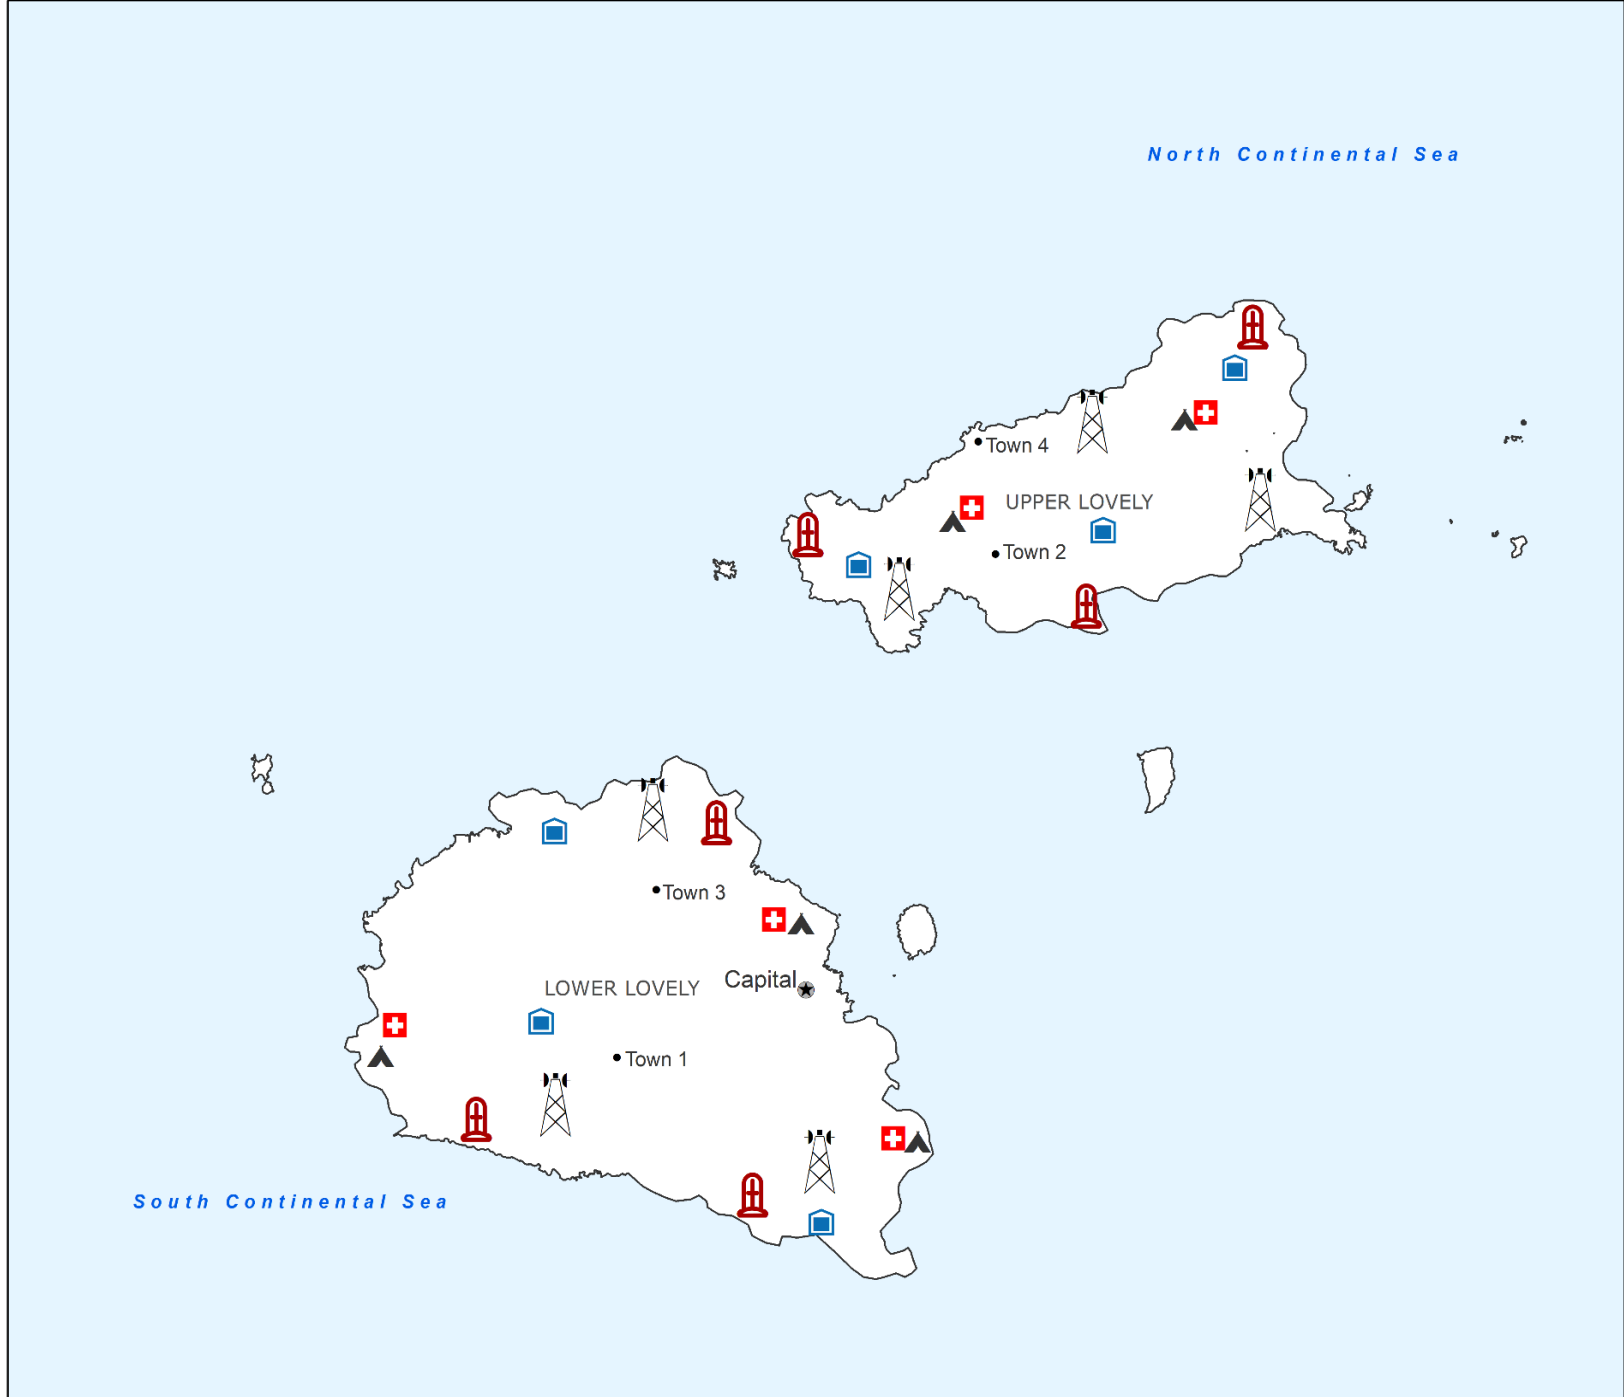 North Continental Sea
Town 4
UPPER LOVELY
Town 2
Town 3
Capital
LOWER LOVELY
Town 1
South Continental Sea